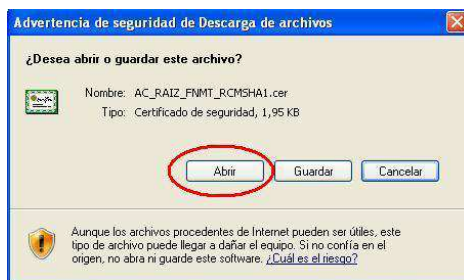 Advertencia de seguridad de Descarga de archivos
¿Desea abrir o guardar este archivo?
Nombre: AC_RAIZ_FNMT_RCMSHA1.cer
Tipo: Certificado de seguridad, 1,95 KB
Abrir Guardar Cancelar
Aunque los archivos procedentes de Internet pueden ser útiles, este
tipo de archivo puede llegar a dañar el equipo. Si no confía en el
origen, no abra ni guarde este software. ¿Cuál es el riesgo?